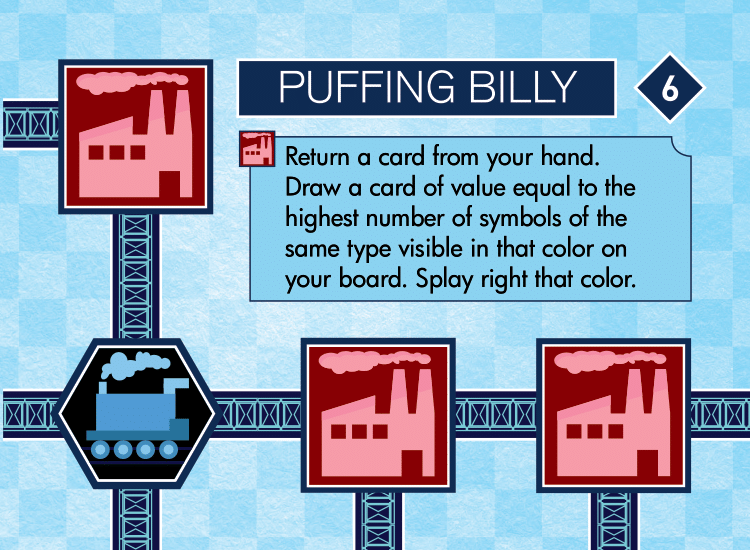 PUFFING BILLY
6
Return a card from your hand.
Draw a card of value equal to the
highest number of symbols of the
same type visible in that color on
your board. Splay right that color.